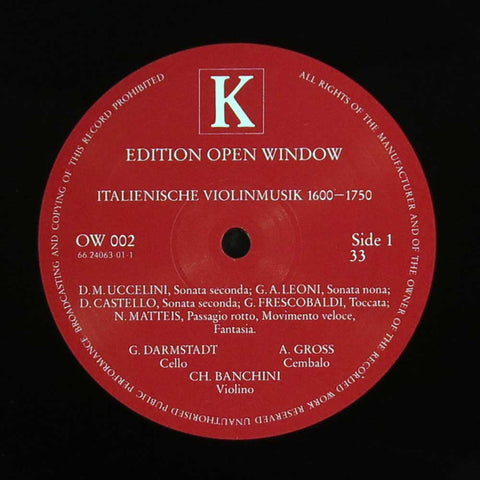 K
EDITION OPEN WINDOW
ITALIENISCHE VIOLINMUSIK 1600—1750
OW 002
66.24063-01-1
Side 1
33
D.M. UCCELINI, Sonata seconda; G.A. LEONI, Sonata nona;
D. CASTELLO, Sonata seconda; G. FRESCOBALDI, Toccata;
N. MATTEIS, Passagio rotto, Movimento veloce,
Fantasia.
G. DARMSTADT
Cello
A. GROSS
Cembalo
CH. BANCHINI
Violino
ALL RIGHTS OF THE MANUFACTURER AND OF THE OWNER OF THE RECORDED WORK RESERVED UNAUTHORISED PUBLIC PERFORMANCE BROADCASTING AND COPYING OF THIS RECORD PROHIBITED